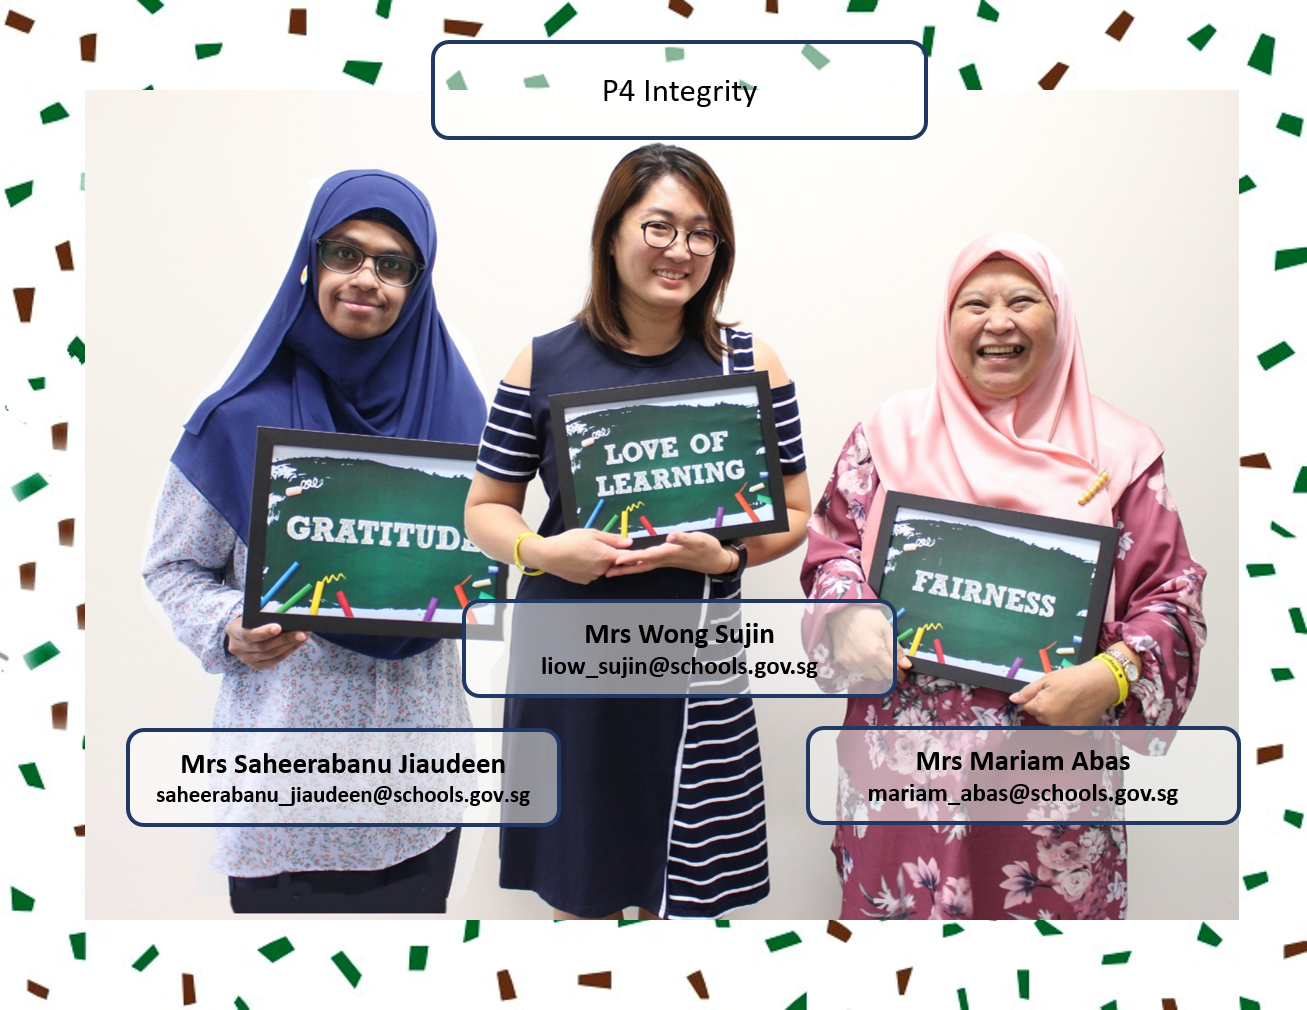 P4 Integrity
GRATITUDE
LOVE OF
LEARNING
FAIRNESS
Mrs Wong Sujin
liow_sujin@schools.gov.sg
Mrs Saheerabanu Jiaudeen
saheerabanu_jiaudeen@schools.gov.sg
Mrs Mariam Abas
mariam_abas@schools.gov.sg